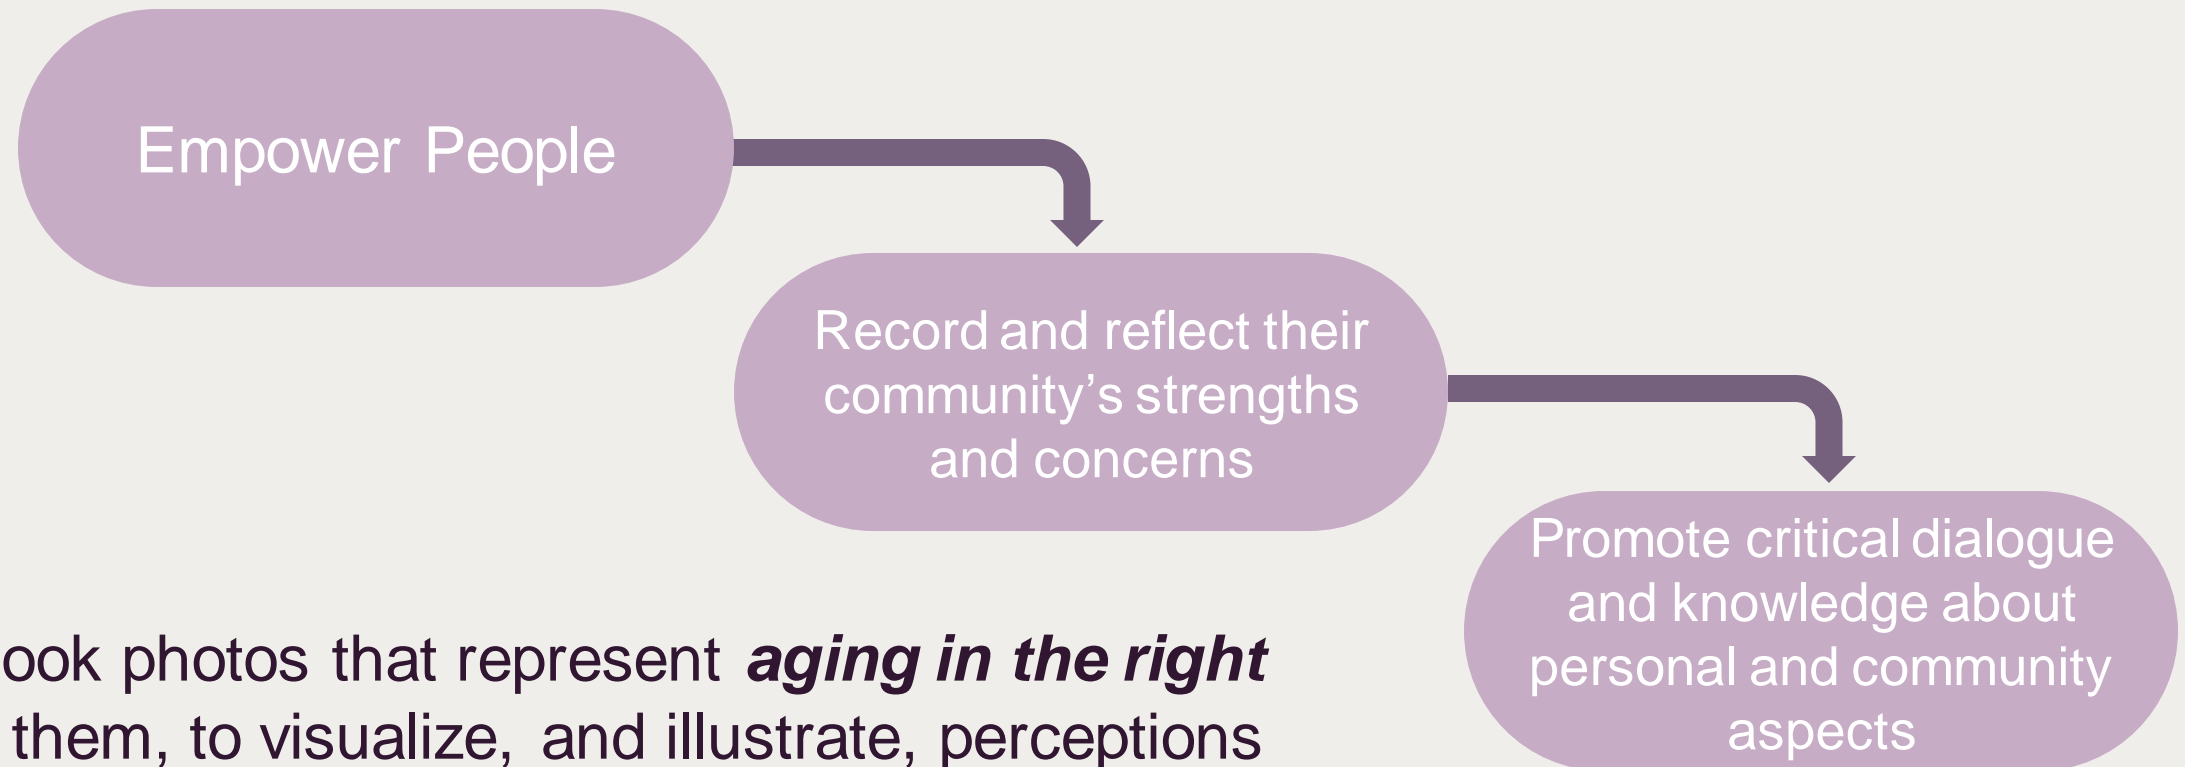 Empower People
Record and reflect their
community’s strengths
and concerns
Promote critical dialogue
and knowledge about
personal and community
aspects
photos that represent aging in the right
them, to visualize, and illustrate, perceptions